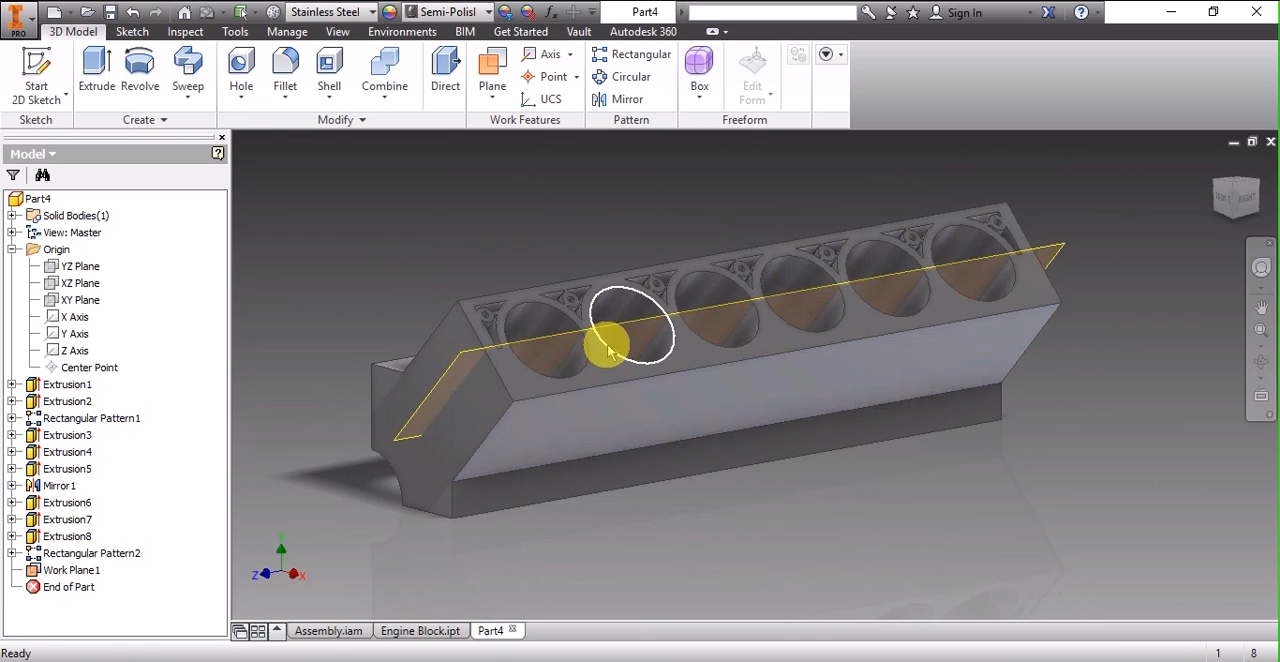 Stainless Steel
Semi-Polisl
Part4
Sign In
PRO
3D Model
Sketch
Inspect
Tools
Manage
View
Environments
BIM
Get Started
Vault
Autodesk 360
Start
2D Sketch
Extrude
Revolve
Sweep
Hole
Fillet
Shell
Combine
Direct
Plane
Axis
Point
UCS
Rectangular
Circular
Mirror
Box
Edit
Form
Sketch
Create
Modify
Work Features
Pattern
Freeform
Model
Part4
Solid Bodies(1)
View: Master
Origin
YZ Plane
XZ Plane
XY Plane
X Axis
Y Axis
Z Axis
Center Point
Extrusion1
Extrusion2
Rectangular Pattern1
Extrusion3
Extrusion4
Extrusion5
Mirror1
Extrusion6
Extrusion7
Extrusion8
Rectangular Pattern2
Work Plane1
End of Part
RIGHT
Z
X
Assembly.iam
Engine Block.ipt
Part4
Ready
1
8